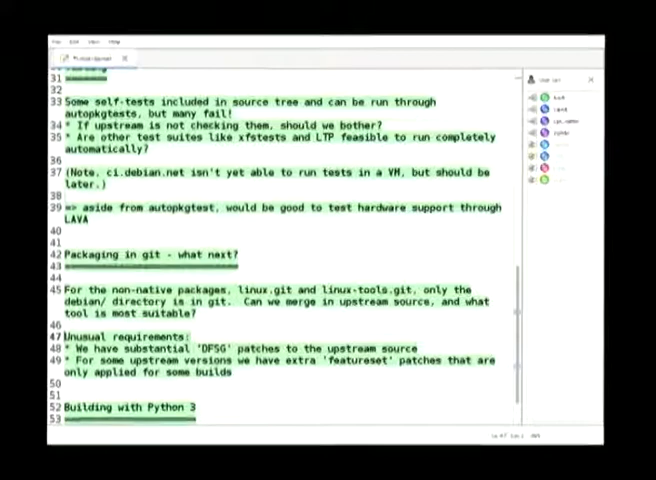 File Edit View Help
31 =======
32
33 Some self-tests included in source tree and can be run through
autopkgtests, but many fail!
34 * If upstream is not checking them, should we bother?
35 * Are other test suites like xfstests and LTP feasible to run completely
automatically?
36
37 (Note, ci.debian.net isn't yet able to run tests in a VM, but should be
later.)
38
39 => aside from autopkgtest, would be good to test hardware support through
LAVA
40
41
42 Packaging in git - what next?
43 =============================
44
45 For the non-native packages, linux.git and linux-tools.git, only the
debian/ directory is in git.  Can we merge in upstream source, and what
tool is most suitable?
46
47 Unusual requirements:
48 * We have substantial 'DFSG' patches to the upstream source
49 * For some upstream versions we have extra 'featureset' patches that are
only applied for some builds
50
51
52 Building with Python 3
53 ======================